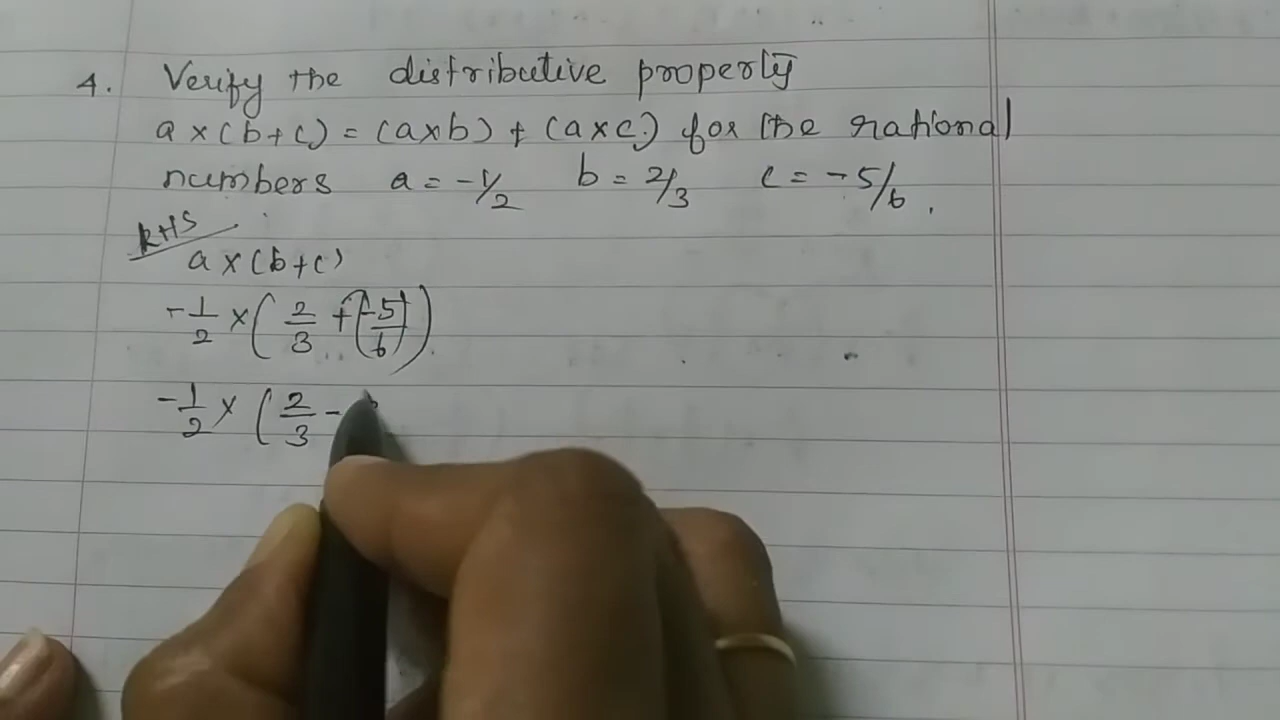 4. Verify the distributive property
a × (b+c) = (a×b) + (a×c) for the rational
numbers a = -1/2 b = 2/3 c = -5/6.
RHS
a × (b+c)
-1/2 × (2/3 + (-5/6))
-1/2 × (2/3 -